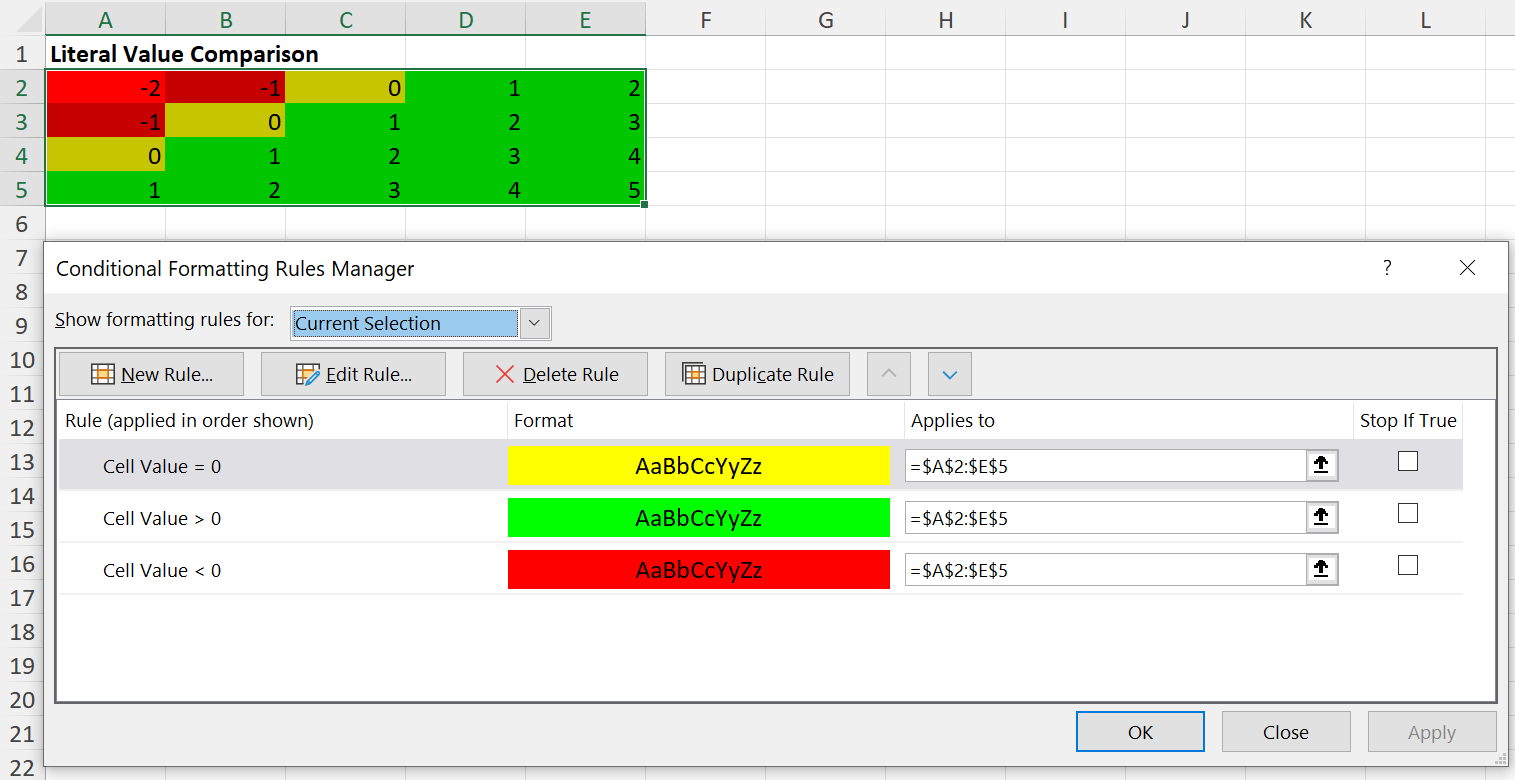 A B C D E F G H I J K L
1 Literal Value Comparison
2 -2 -1 0 1 2
3 -1 0 1 2 3
4 0 1 2 3 4
5 1 2 3 4 5
6
7
8
9
10
11
12
13
14
15
16
17
18
19
20
21
22
Conditional Formatting Rules Manager ?
Show formatting rules for: Current Selection
New Rule... Edit Rule... Delete Rule Duplicate Rule
Rule (applied in order shown) Format Applies to Stop If True
Cell Value = 0 AaBbCcYyZz =$A$2:$E$5
Cell Value > 0 AaBbCcYyZz =$A$2:$E$5
Cell Value < 0 AaBbCcYyZz =$A$2:$E$5
OK Close Apply